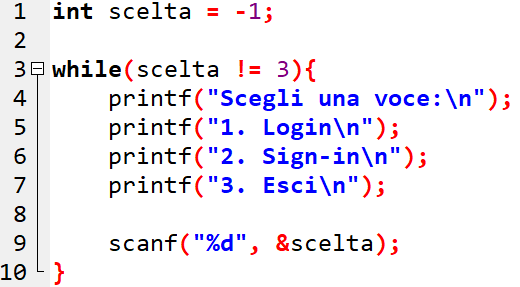 1 int scelta = -1;
2
3 while(scelta != 3){
4     printf("Scegli una voce:\n");
5     printf("1. Login\n");
6     printf("2. Sign-in\n");
7     printf("3. Esci\n");
8
9     scanf("%d", &scelta);
10 }